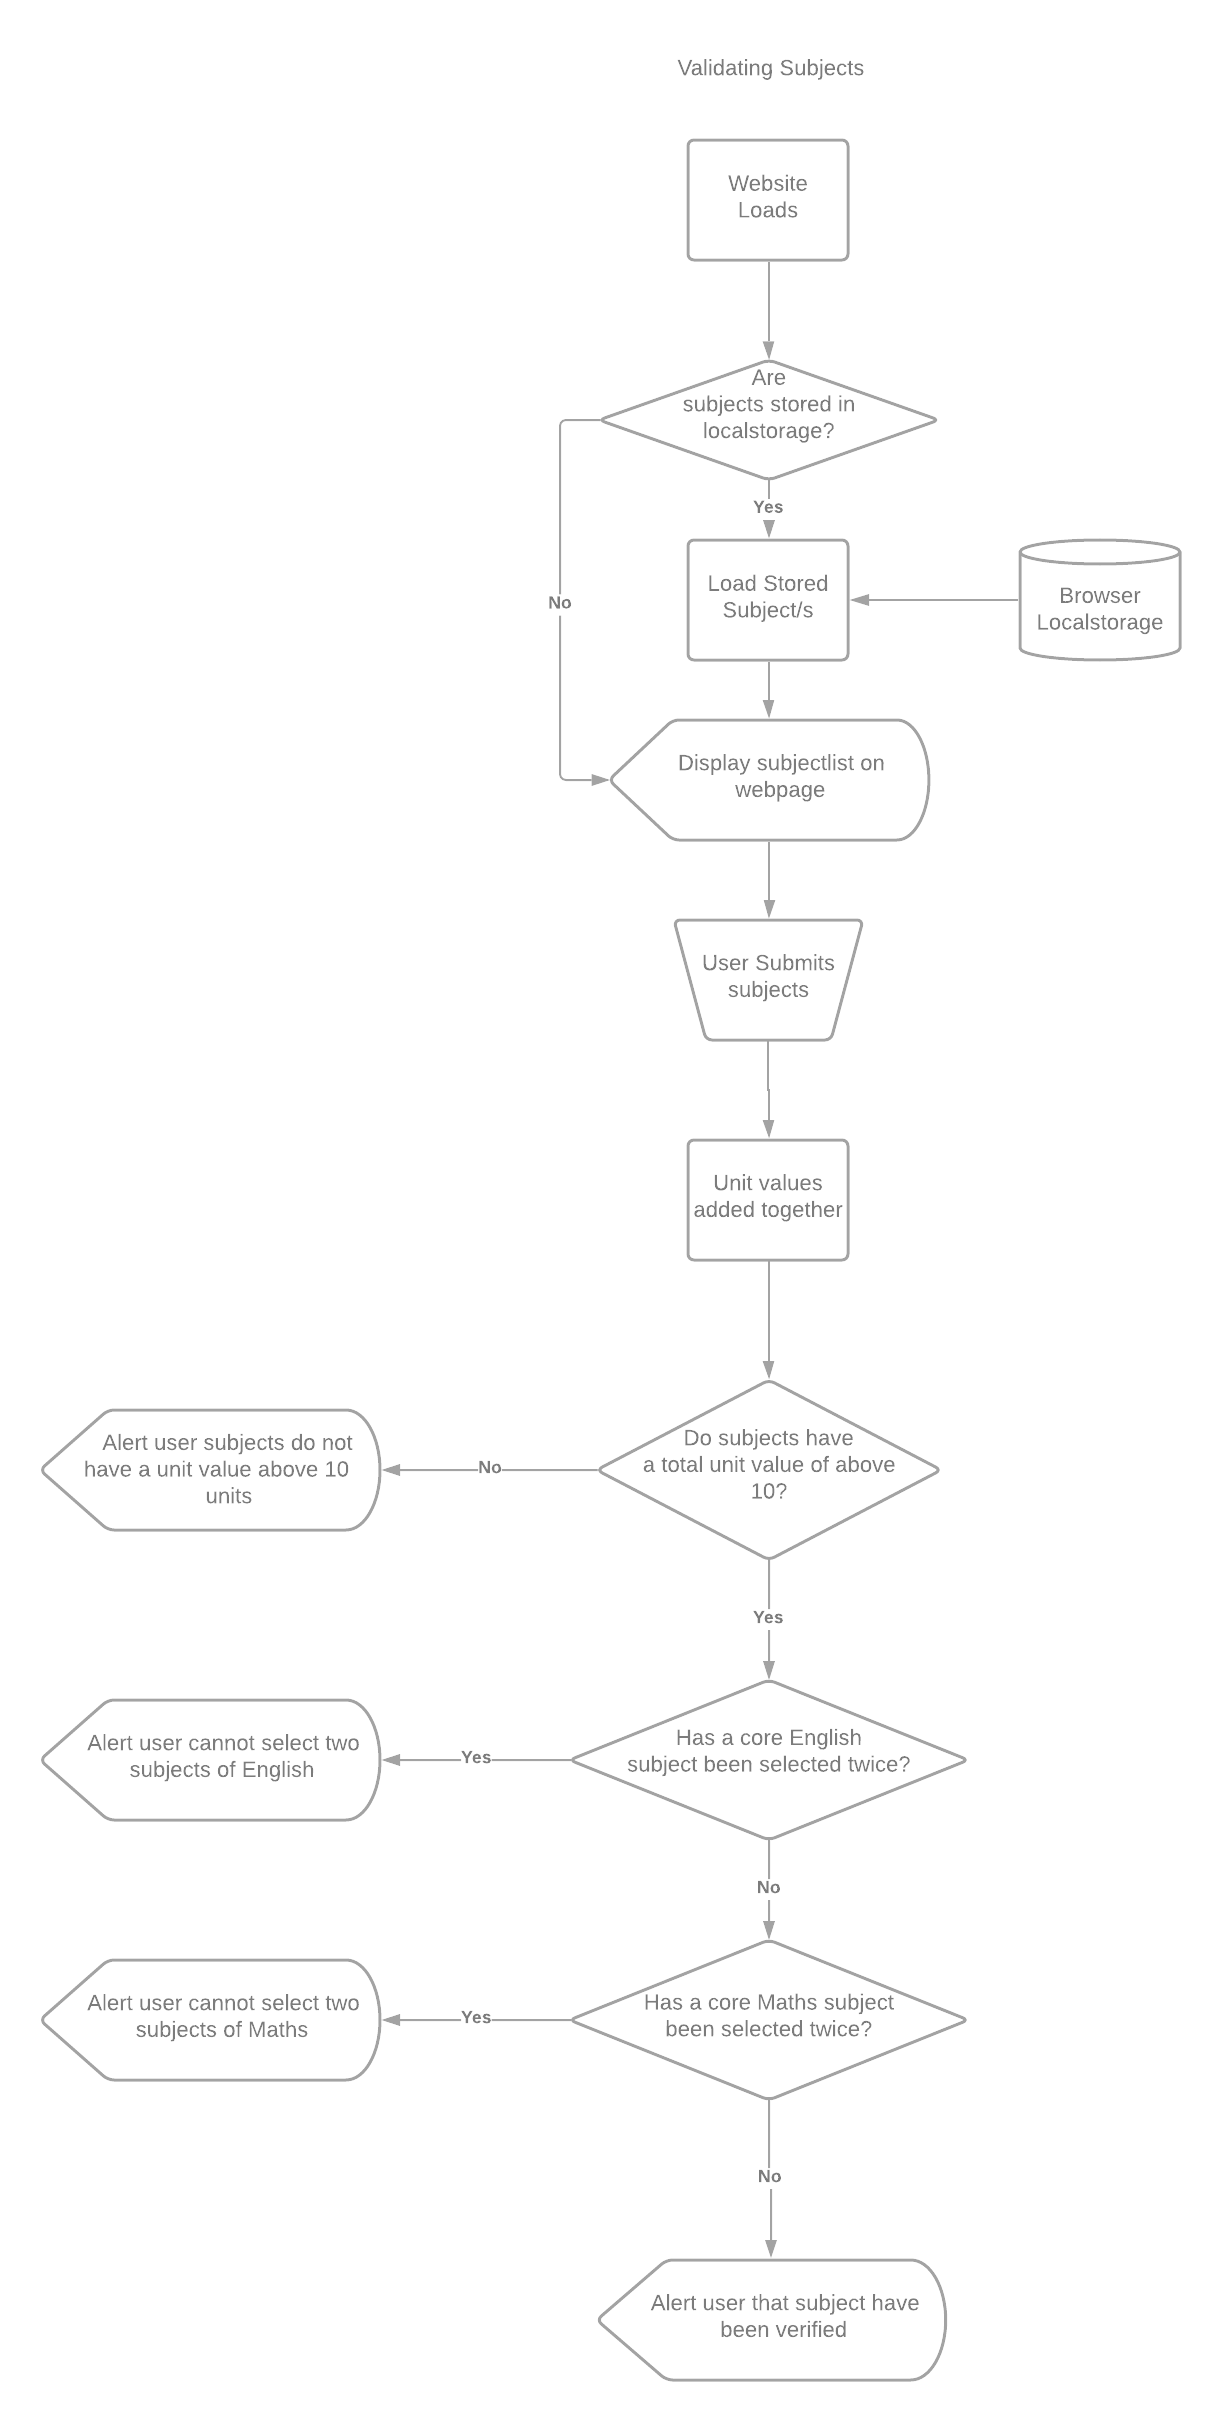 Validating Subjects
Website
Loads
Are
subjects stored in
localstorage?
Yes
No
Load Stored
Subject/s
Browser
Localstorage
Display subjectlist on
webpage
User Submits
subjects
Unit values
added together
Do subjects have
a total unit value of above
10?
No
Alert user subjects do not
have a unit value above 10
units
Yes
Has a core English
subject been selected twice?
Yes
Alert user cannot select two
subjects of English
No
Has a core Maths subject
been selected twice?
Yes
Alert user cannot select two
subjects of Maths
No
Alert user that subject have
been verified